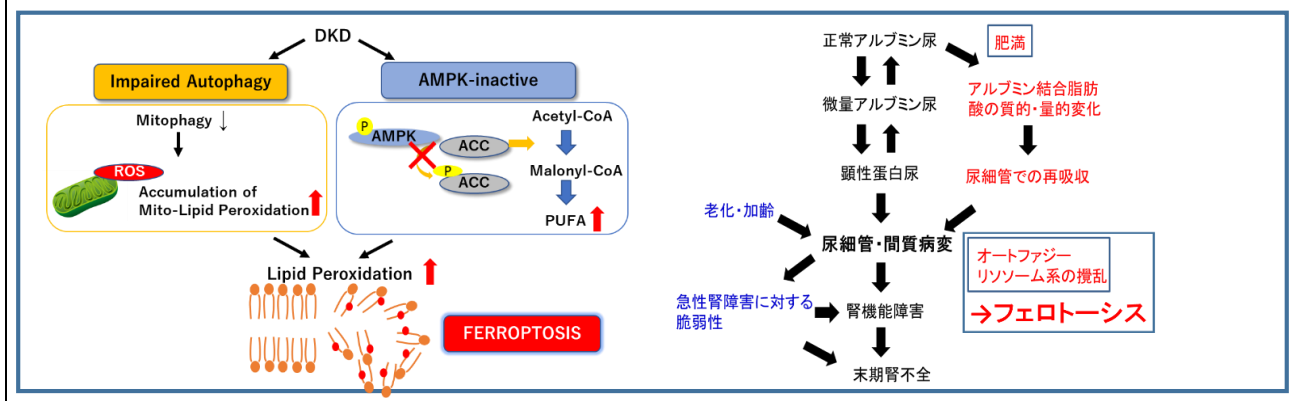 DKD
Impaired Autophagy
Mitophagy ↓
ROS
Accumulation of
Mito-Lipid Peroxidation
AMPK-inactive
P
AMPK
ACC
P
ACC
Acetyl-CoA
Malonyl-CoA
PUFA
Lipid Peroxidation
FERROPTOSIS
正常アルブミン尿
肥満
アルブミン結合脂肪
酸の質的・量的変化
微量アルブミン尿
顕性蛋白尿
尿細管での再吸収
老化・加齢
尿細管・間質病変
オートファジー
リソソーム系の攪乱
→フェロトーシス
急性腎障害に対する
脆弱性
腎機能障害
末期腎不全